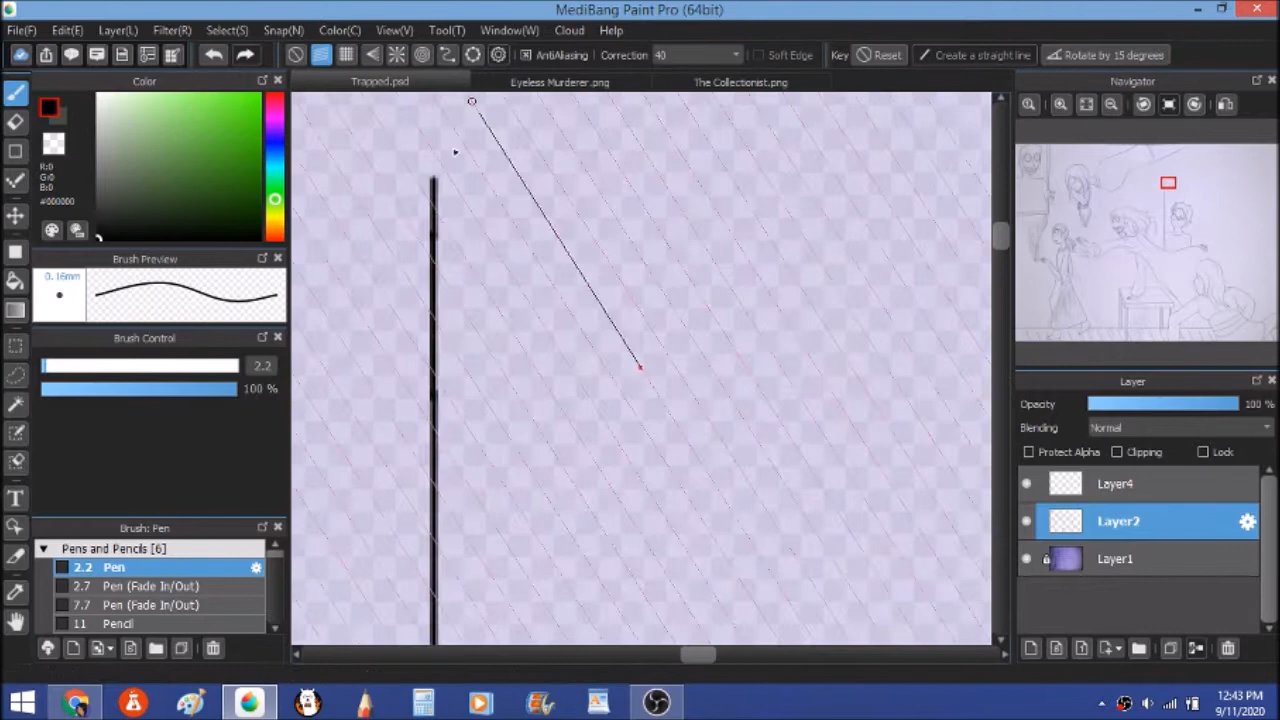 MediBang Paint Pro (64bit)
File(F) Edit(E) Layer(L) Filter(R) Select(S) Snap(N) Color(C) View(V) Tool(T) Window(W) Cloud Help
AntiAliasing Correction 40 Soft Edge Key Reset Create a straight line Rotate by 15 degrees
Color Trapped.psd Eyeless Murderer.png The Collectionist.png Navigator
R:0
G:0
B:0
#000000
Brush Preview
0.16mm
Brush Control
2.2
100 %
Layer
Opacity 100 %
Blending Normal
Protect Alpha Clipping Lock
Layer4
Layer2
Layer1
Brush: Pen
Pens and Pencils [6]
2.2 Pen
2.7 Pen (Fade In/Out)
7.7 Pen (Fade In/Out)
11 Pencil
12:43 PM
9/11/2020